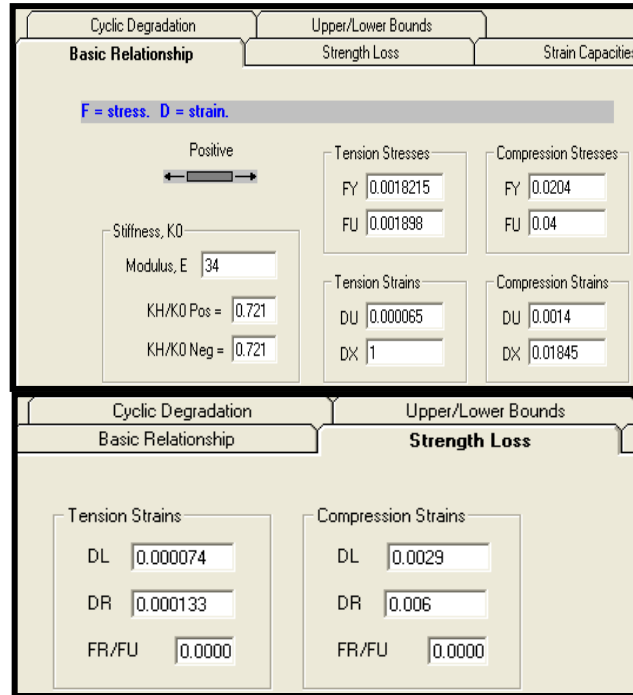 Cyclic Degradation Upper/Lower Bounds
Basic Relationship Strength Loss Strain Capacities
F = stress. D = strain.
Positive
Tension Stresses Compression Stresses
FY 0.0018215 FY 0.0204
FU 0.001898 FU 0.04
Stiffness, K0
Modulus, E 34
KH/K0 Pos = 0.721
KH/K0 Neg = 0.721
Tension Strains Compression Strains
DU 0.000065 DU 0.0014
DX 1 DX 0.01845
Cyclic Degradation Upper/Lower Bounds
Basic Relationship Strength Loss
Tension Strains Compression Strains
DL 0.000074 DL 0.0029
DR 0.000133 DR 0.006
FR/FU 0.0000 FR/FU 0.0000